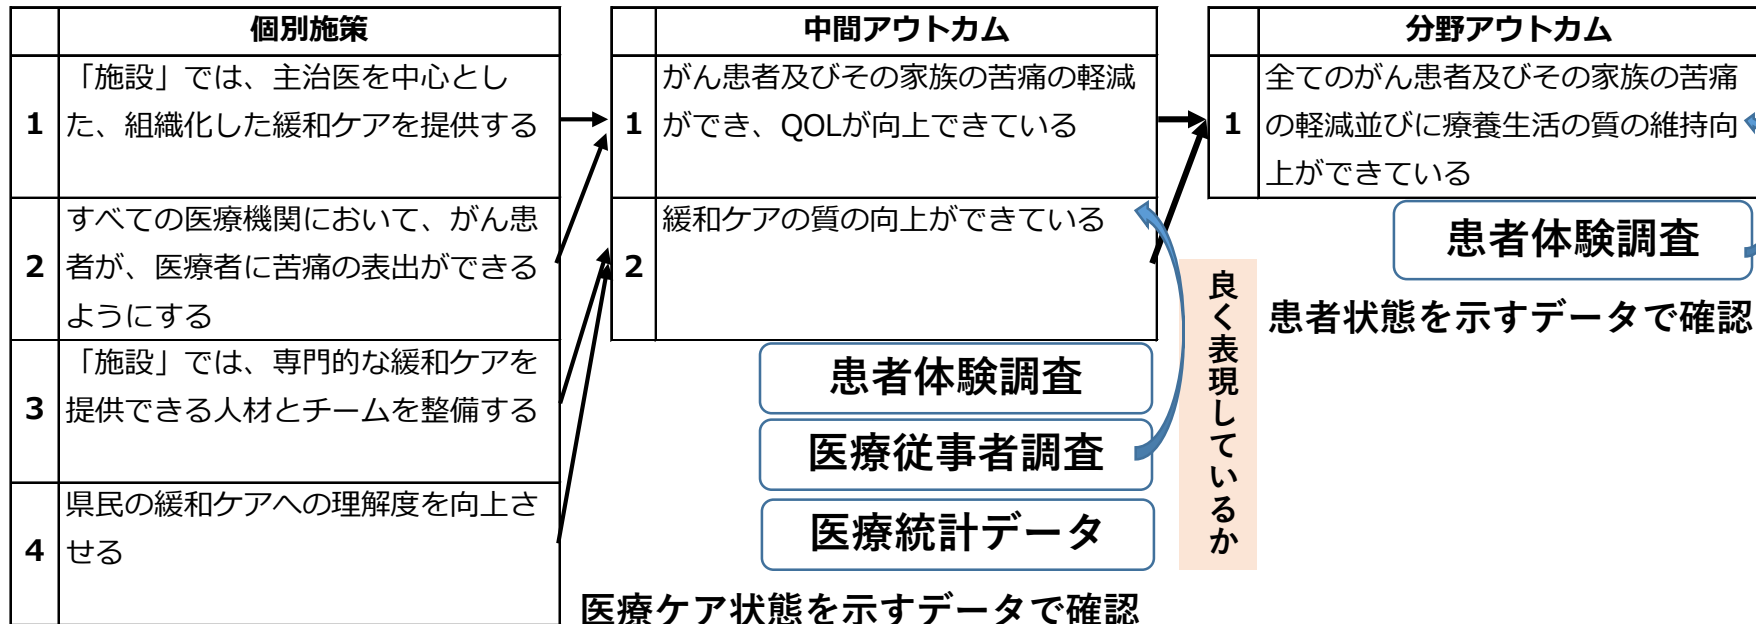 個別施策
1
「施設」では、主治医を中心とし
た、組織化した緩和ケアを提供する
2
すべての医療機関において、がん患
者が、医療者に苦痛の表出ができる
ようにする
3
「施設」では、専門的な緩和ケアを
提供できる人材とチームを整備する
4
県民の緩和ケアへの理解度を向上さ
せる
中間アウトカム
1
がん患者及びその家族の苦痛の軽減
ができ、QOLが向上できている
2
緩和ケアの質の向上ができている
患者体験調査
医療従事者調査
医療統計データ
医療ケア状態を示すデータで確認
良く表現しているか
分野アウトカム
1
全てのがん患者及びその家族の苦痛
の軽減並びに療養生活の質の維持向
上ができている
患者体験調査
患者状態を示すデータで確認